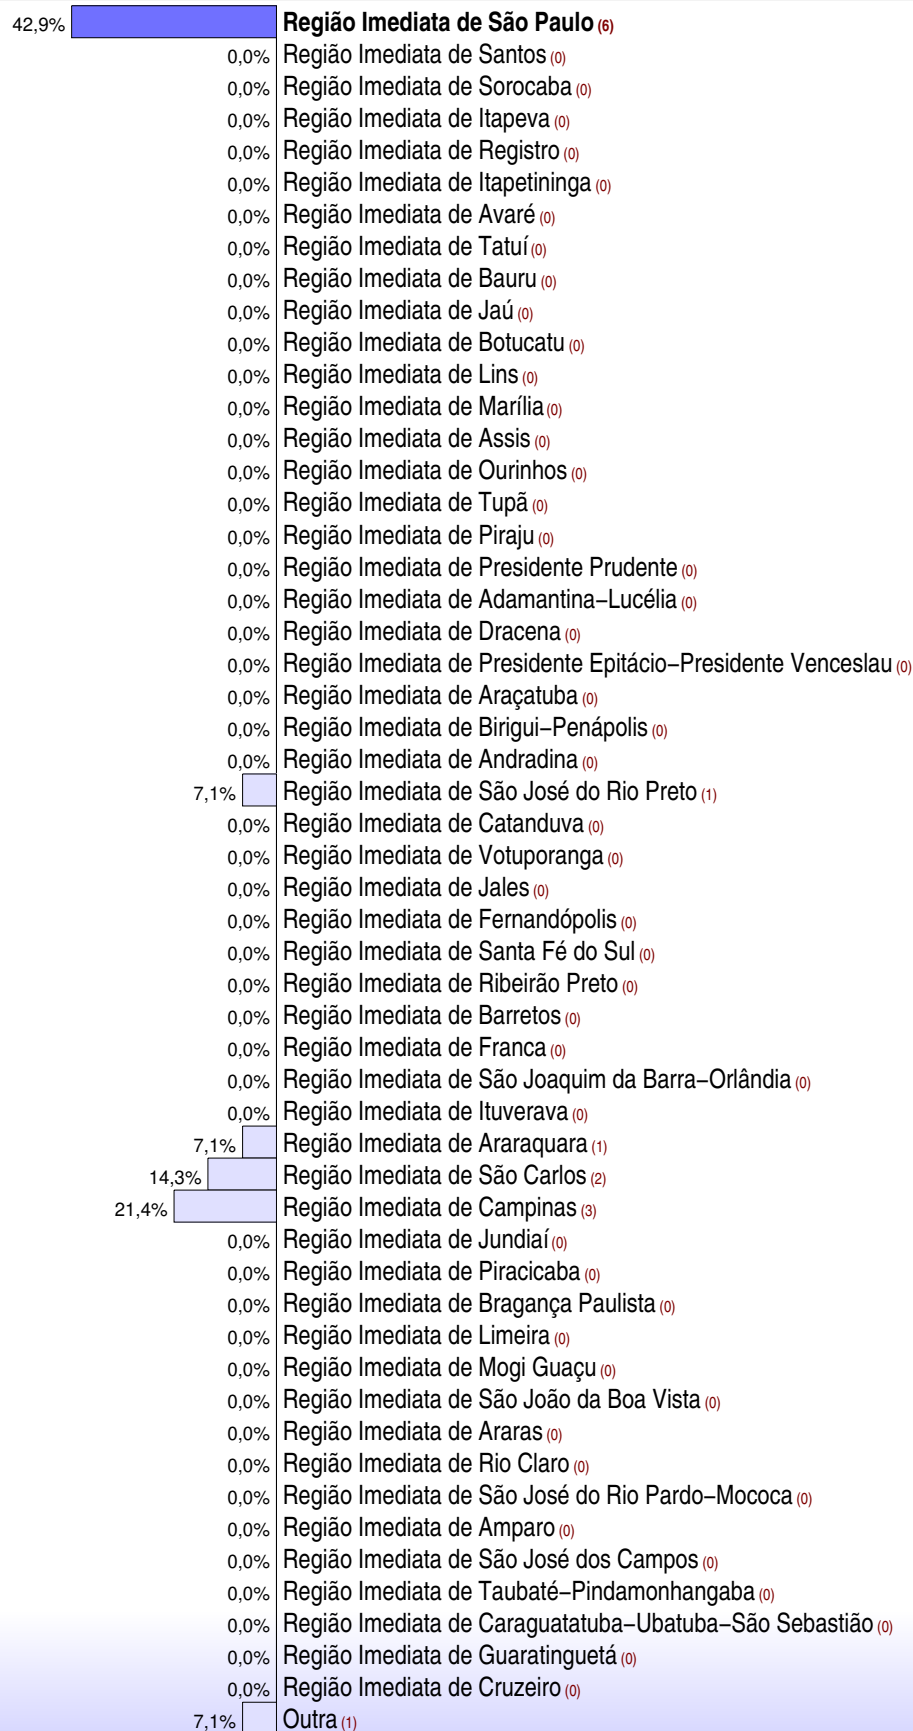 42,9% Região Imediata de São Paulo (6)
0,0% Região Imediata de Santos (0)
0,0% Região Imediata de Sorocaba (0)
0,0% Região Imediata de Itapeva (0)
0,0% Região Imediata de Registro (0)
0,0% Região Imediata de Itapetininga (0)
0,0% Região Imediata de Avaré (0)
0,0% Região Imediata de Tatuí (0)
0,0% Região Imediata de Bauru (0)
0,0% Região Imediata de Jaú (0)
0,0% Região Imediata de Botucatu (0)
0,0% Região Imediata de Lins (0)
0,0% Região Imediata de Marília (0)
0,0% Região Imediata de Assis (0)
0,0% Região Imediata de Ourinhos (0)
0,0% Região Imediata de Tupã (0)
0,0% Região Imediata de Piraju (0)
0,0% Região Imediata de Presidente Prudente (0)
0,0% Região Imediata de Adamantina−Lucélia (0)
0,0% Região Imediata de Dracena (0)
0,0% Região Imediata de Presidente Epitácio−Presidente Venceslau (0)
0,0% Região Imediata de Araçatuba (0)
0,0% Região Imediata de Birigui−Penápolis (0)
0,0% Região Imediata de Andradina (0)
7,1% Região Imediata de São José do Rio Preto (1)
0,0% Região Imediata de Catanduva (0)
0,0% Região Imediata de Votuporanga (0)
0,0% Região Imediata de Jales (0)
0,0% Região Imediata de Fernandópolis (0)
0,0% Região Imediata de Santa Fé do Sul (0)
0,0% Região Imediata de Ribeirão Preto (0)
0,0% Região Imediata de Barretos (0)
0,0% Região Imediata de Franca (0)
0,0% Região Imediata de São Joaquim da Barra−Orlândia (0)
0,0% Região Imediata de Ituverava (0)
7,1% Região Imediata de Araraquara (1)
14,3% Região Imediata de São Carlos (2)
21,4% Região Imediata de Campinas (3)
0,0% Região Imediata de Jundiaí (0)
0,0% Região Imediata de Piracicaba (0)
0,0% Região Imediata de Bragança Paulista (0)
0,0% Região Imediata de Limeira (0)
0,0% Região Imediata de Mogi Guaçu (0)
0,0% Região Imediata de São João da Boa Vista (0)
0,0% Região Imediata de Araras (0)
0,0% Região Imediata de Rio Claro (0)
0,0% Região Imediata de São José do Rio Pardo−Mococa (0)
0,0% Região Imediata de Amparo (0)
0,0% Região Imediata de São José dos Campos (0)
0,0% Região Imediata de Taubaté−Pindamonhangaba (0)
0,0% Região Imediata de Caraguatatuba−Ubatuba−São Sebastião (0)
0,0% Região Imediata de Guaratinguetá (0)
0,0% Região Imediata de Cruzeiro (0)
7,1% Outra (1)